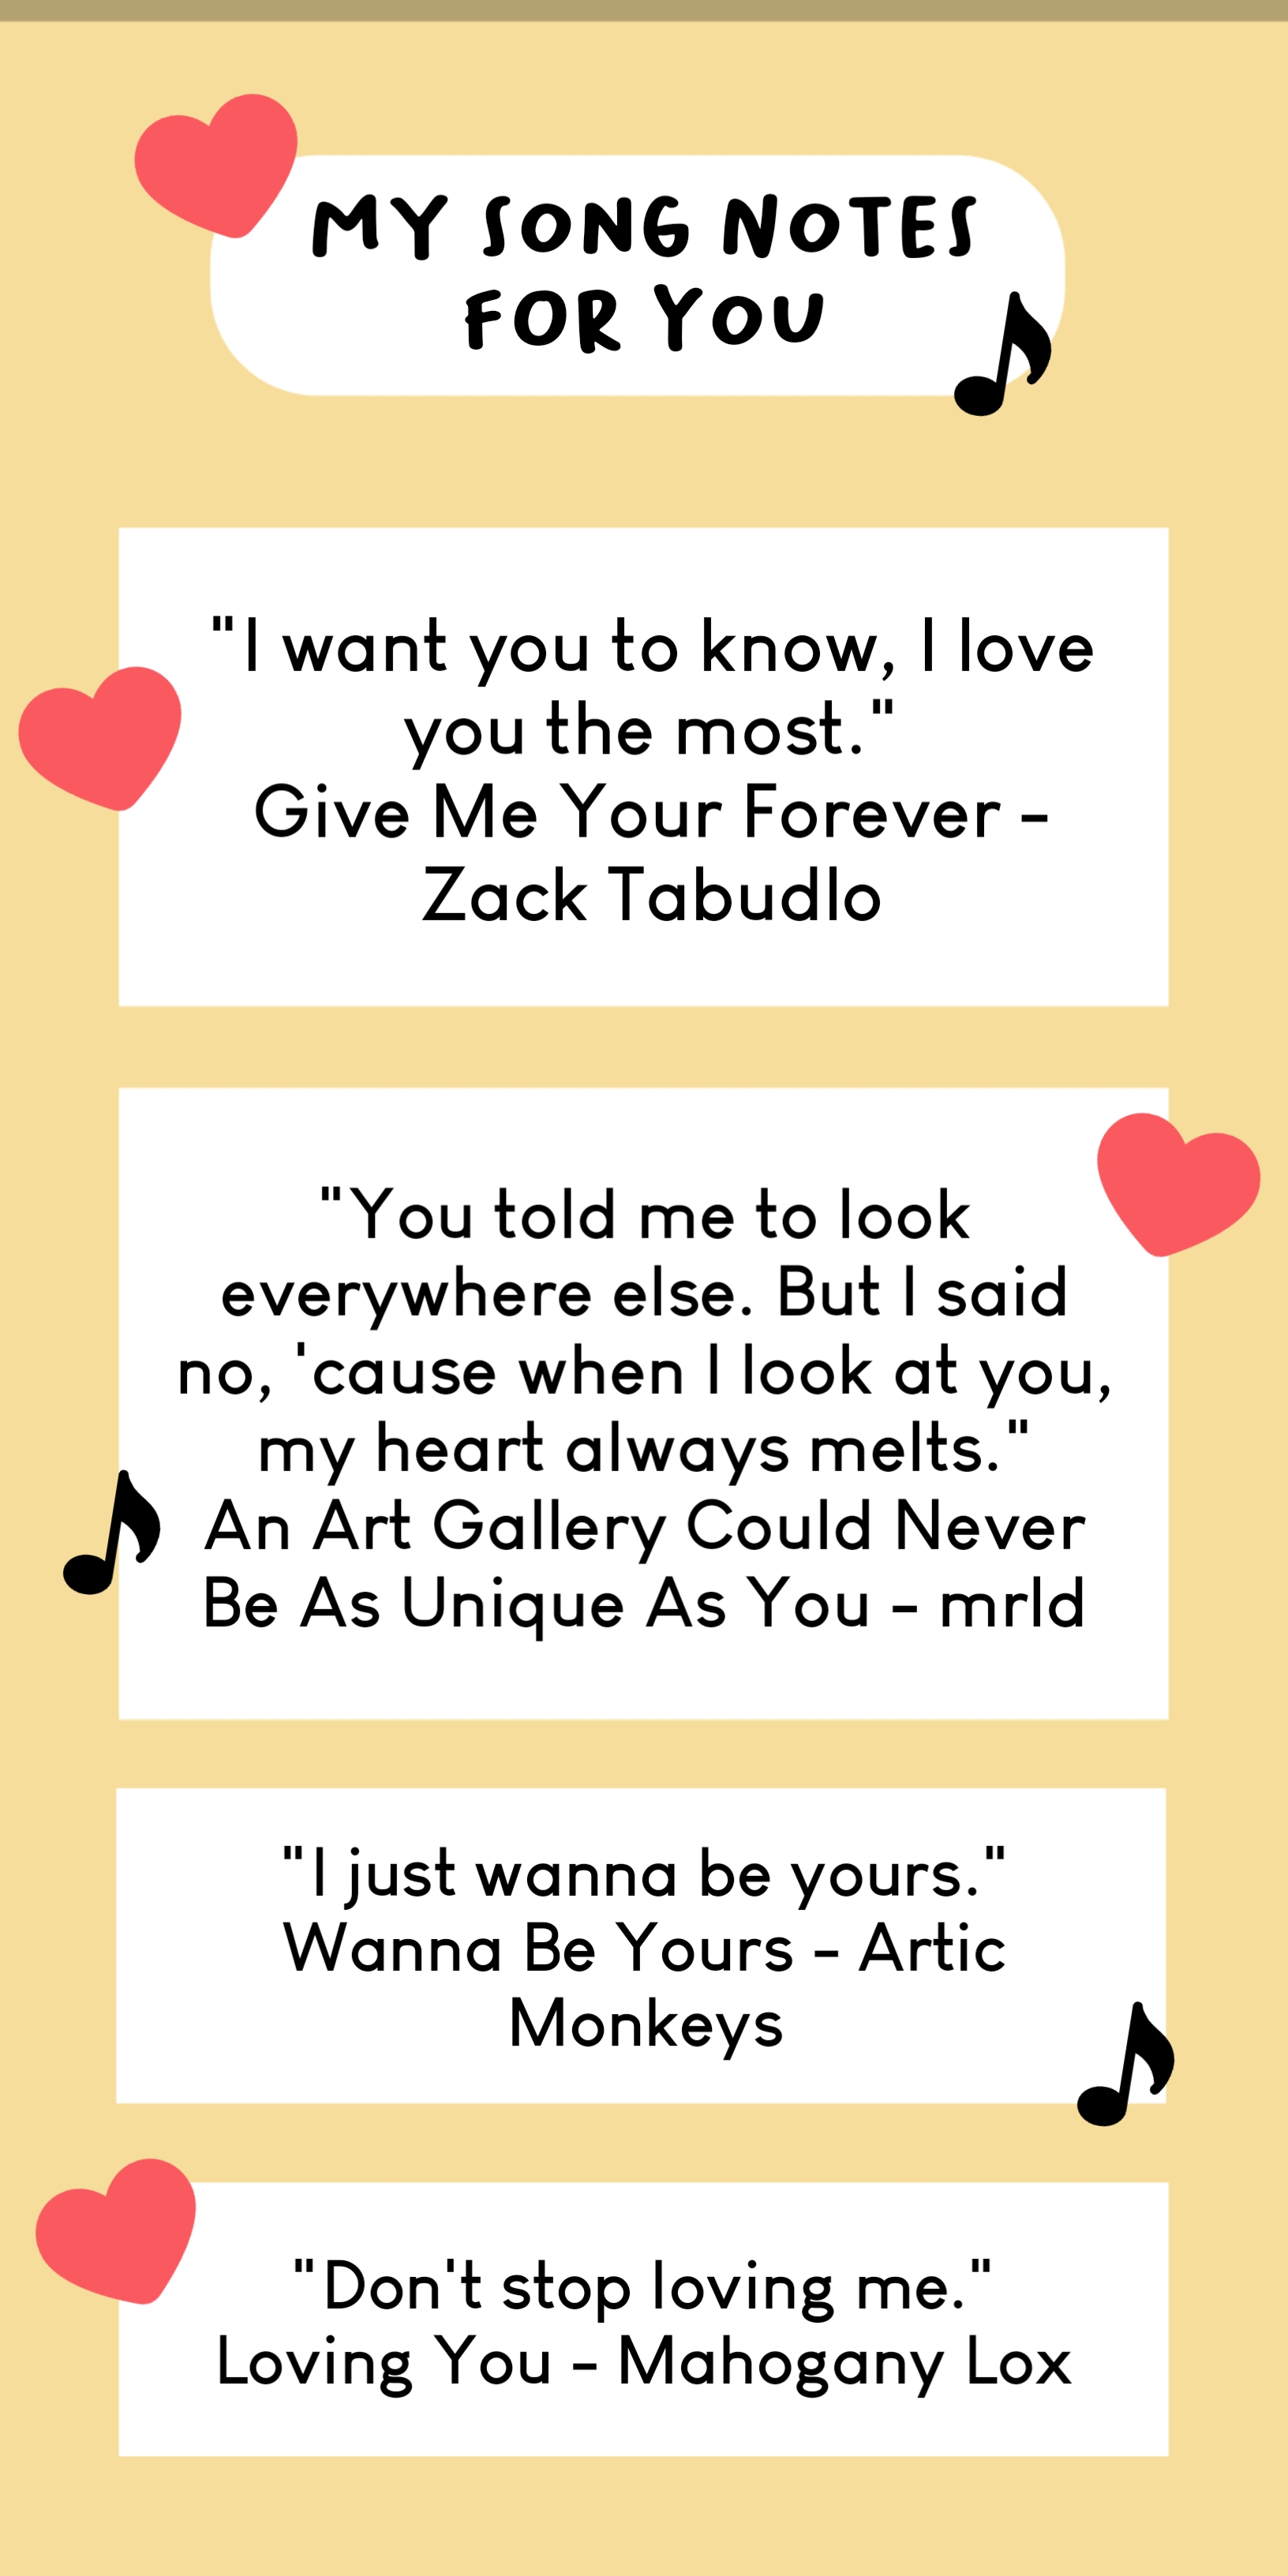 MY SONG NOTES
FOR YOU
"I want you to know, I love
you the most."
Give Me Your Forever -
Zack Tabudlo
"You told me to look
everywhere else. But I said
no, 'cause when I look at you,
my heart always melts."
An Art Gallery Could Never
Be As Unique As You - mrld
"I just wanna be yours."
Wanna Be Yours - Artic
Monkeys
"Don't stop loving me."
Loving You - Mahogany Lox